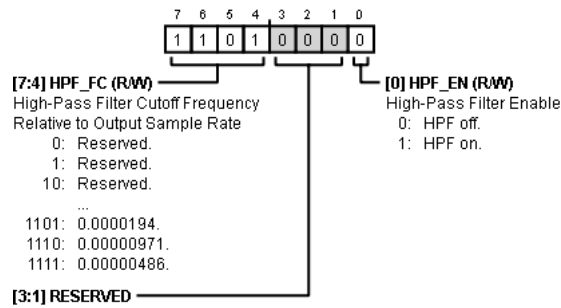 7 6 5 4 3 2 1 0
1 1 0 1 0 0 0 0
[7:4] HPF_FC (R/W)
High-Pass Filter Cutoff Frequency
Relative to Output Sample Rate
0: Reserved.
1: Reserved.
10: Reserved.
...
1101: 0.0000194.
1110: 0.00000971.
1111: 0.00000486.
[3:1] RESERVED
[0] HPF_EN (R/W)
High-Pass Filter Enable
0: HPF off.
1: HPF on.